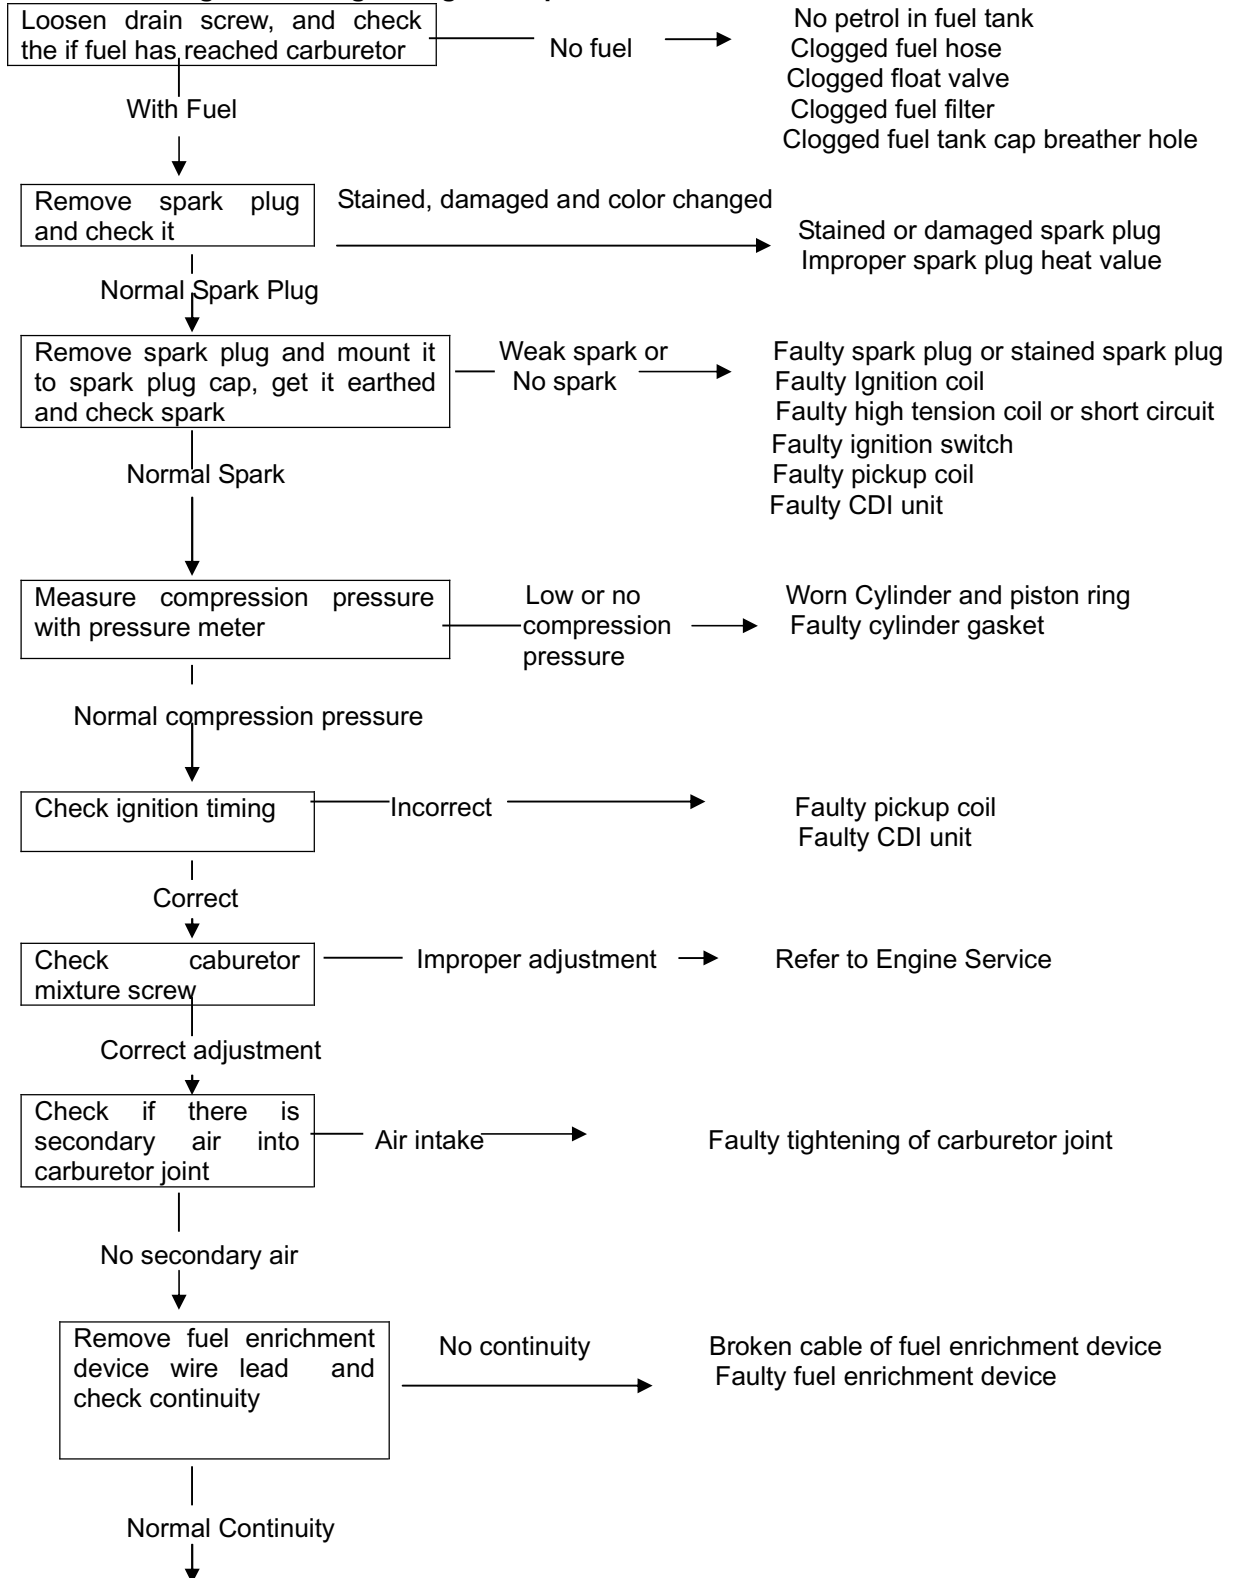 Loosen drain screw, and check
the if fuel has reached carburetor
No fuel
No petrol in fuel tank
Clogged fuel hose
Clogged float valve
Clogged fuel filter
Clogged fuel tank cap breather hole
With Fuel
Remove spark plug
and check it
Stained, damaged and color changed
Stained or damaged spark plug
Improper spark plug heat value
Normal Spark Plug
Remove spark plug and mount it
to spark plug cap, get it earthed
and check spark
Weak spark or
No spark
Faulty spark plug or stained spark plug
Faulty Ignition coil
Faulty high tension coil or short circuit
Faulty ignition switch
Faulty pickup coil
Faulty CDI unit
Normal Spark
Measure compression pressure
with pressure meter
Low or no
compression
pressure
Worn Cylinder and piston ring
Faulty cylinder gasket
Normal compression pressure
Check ignition timing
Incorrect
Faulty pickup coil
Faulty CDI unit
Correct
Check caburetor
mixture screw
Improper adjustment
Refer to Engine Service
Correct adjustment
Check if there is
secondary air into
carburetor joint
Air intake
Faulty tightening of carburetor joint
No secondary air
Remove fuel enrichment
device wire lead and
check continuity
No continuity
Broken cable of fuel enrichment device
Faulty fuel enrichment device
Normal Continuity